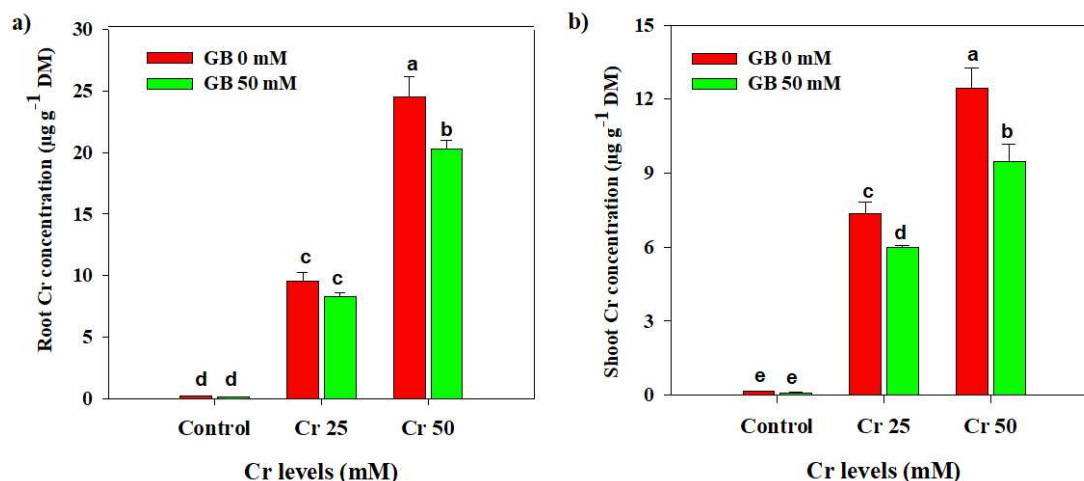 a)
30
25
20
15
10
5
0
Root Cr concentration (µg g⁻¹ DM)
GB 0 mM
GB 50 mM
d d
c c
a
b
Control Cr 25 Cr 50
Cr levels (mM)
b)
15
12
9
6
3
0
Shoot Cr concentration (µg g⁻¹ DM)
GB 0 mM
GB 50 mM
e e
c
d
a
b
Control Cr 25 Cr 50
Cr levels (mM)